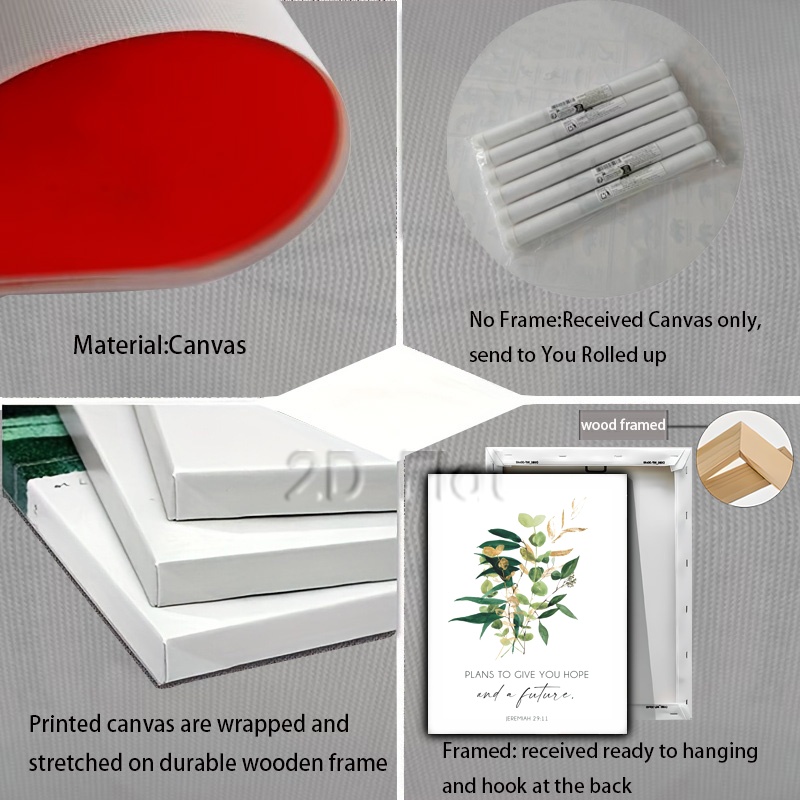 Material:Canvas
No Frame:Received Canvas only,
send to You Rolled up
wood framed
2D Flat
PLANS TO GIVE YOU HOPE
and a future.
JEREMIAH 29:11
Printed canvas are wrapped and
stretched on durable wooden frame
Framed: received ready to hanging
and hook at the back